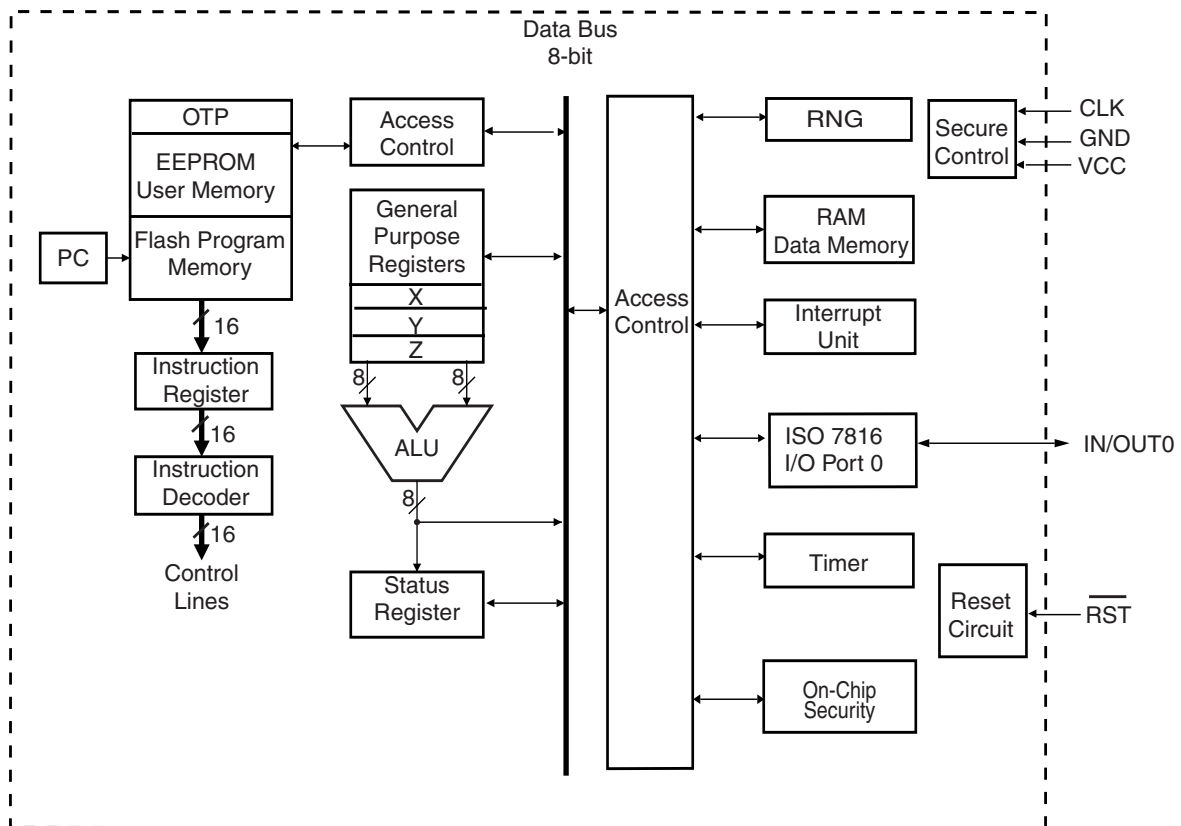 Data Bus
8-bit
OTP
EEPROM
User Memory
Flash Program
Memory
PC
16
Instruction
Register
16
Instruction
Decoder
16
Control
Lines
Access
Control
General
Purpose
Registers
X
Y
Z
8
8
ALU
8
Status
Register
Access
Control
RNG
RAM
Data Memory
Interrupt
Unit
ISO 7816
I/O Port 0
Timer
On-Chip
Security
Secure
Control
CLK
GND
VCC
IN/OUT0
Reset
Circuit
R̅S̅T̅